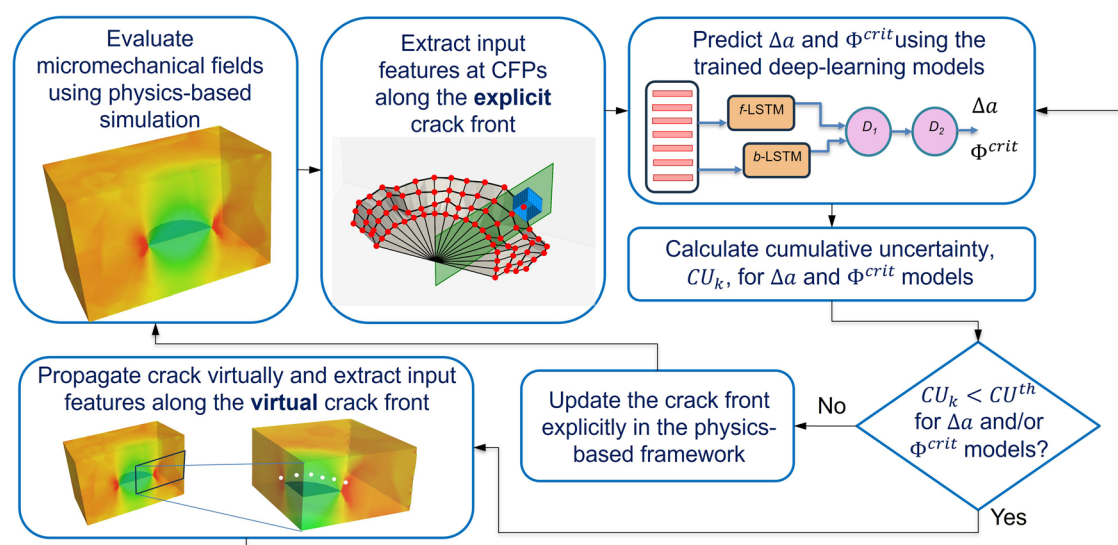 Evaluate
micromechanical fields
using physics-based
simulation
Extract input
features at CFPs
along the explicit
crack front
Predict Δa and Φ^crit using the
trained deep-learning models
f-LSTM
b-LSTM
D₁
D₂
Δa
Φ^crit
Calculate cumulative uncertainty,
CUₖ, for Δa and Φ^crit models
CUₖ < CU^th
for Δa and/or
Φ^crit models?
No
Yes
Update the crack front
explicitly in the physics-
based framework
Propagate crack virtually and extract input
features along the virtual crack front